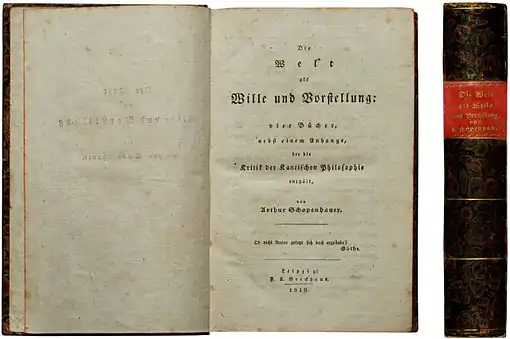 Die
Welt
als
Wille und Vorstellung:
vier Bücher,
nebst einem Anhange,
der die
Kritik der Kantischen Philosophie
enthält,
von
Arthur Schopenhauer.
Ob nicht Natur zuletzt sich doch ergründe?
Göthe.
Leipzig:
F. A. Brockhaus.
1819.
Die Welt
als Wille
und Vorstellung,
von
Schopenhauer.